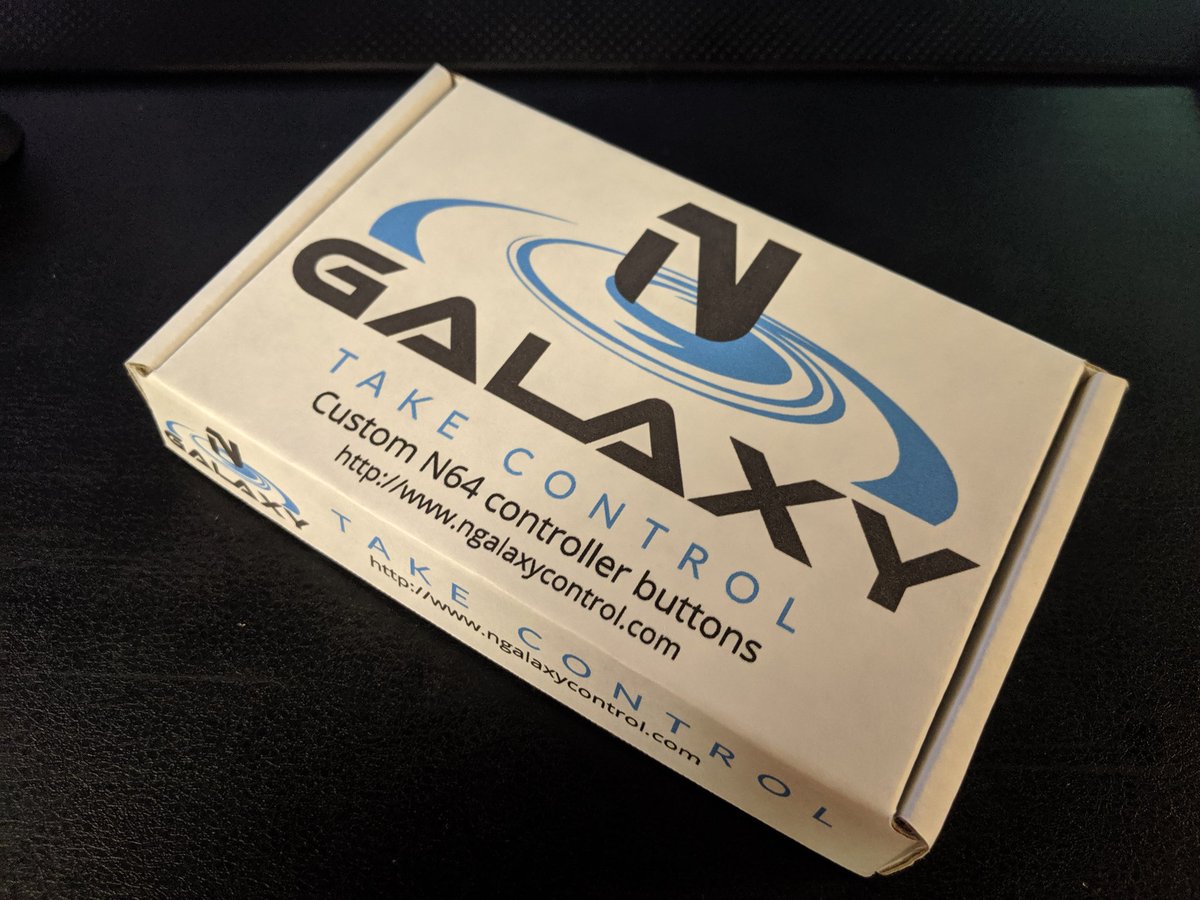 N
GALAXY
TAKE CONTROL
Custom N64 controller buttons
http://www.ngalaxycontrol.com
N
GALAXY
TAKE CONTROL
http://www.ngalaxycontrol.com